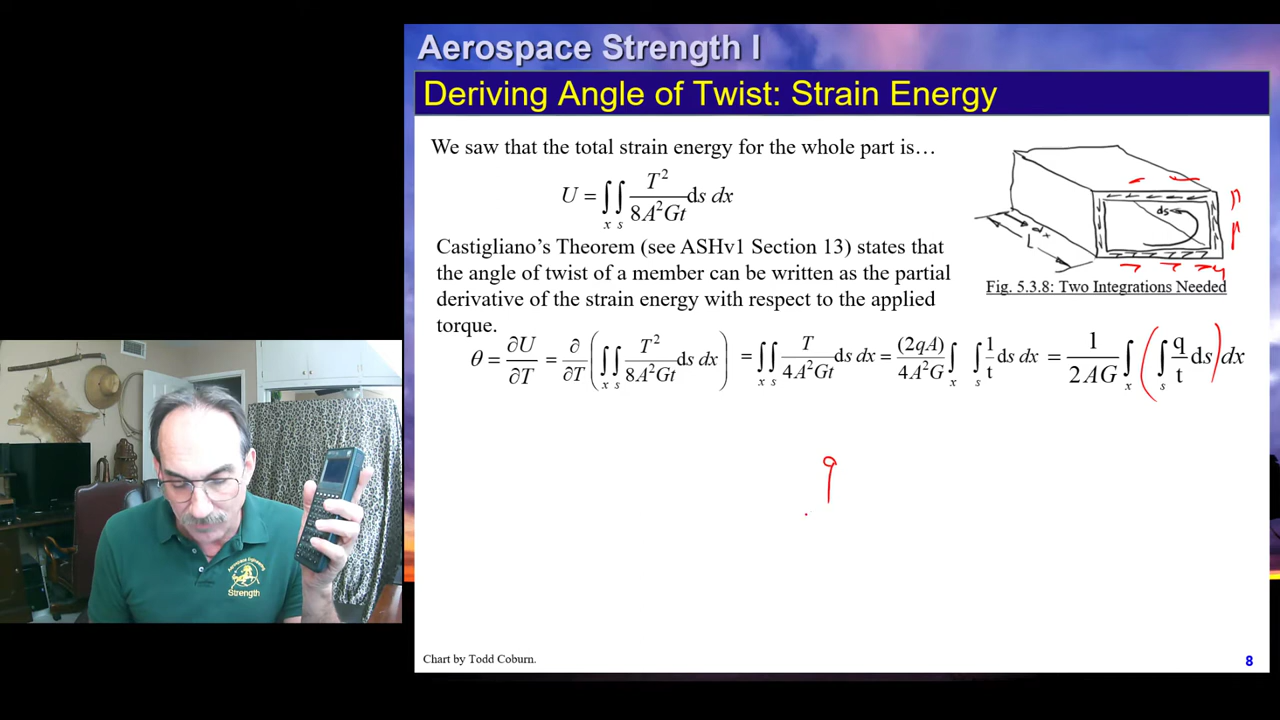 Aerospace Strength I
Deriving Angle of Twist: Strain Energy
We saw that the total strain energy for the whole part is…
U = ∫x ∫s T²/8A²Gt ds dx
Castigliano's Theorem (see ASHv1 Section 13) states that
the angle of twist of a member can be written as the partial
derivative of the strain energy with respect to the applied
torque.
θ = ∂U/∂T = ∂/∂T (∫x ∫s T²/8A²Gt ds dx) = ∫x ∫s T/4A²Gt ds dx = (2qA)/4A²G ∫x ∫s 1/t ds dx = 1/2AG ∫x (∫s q/t ds) dx
ds
dx
L
Fig. 5.3.8: Two Integrations Needed
q
Aerospace Engineering
Strength
Chart by Todd Coburn.
8